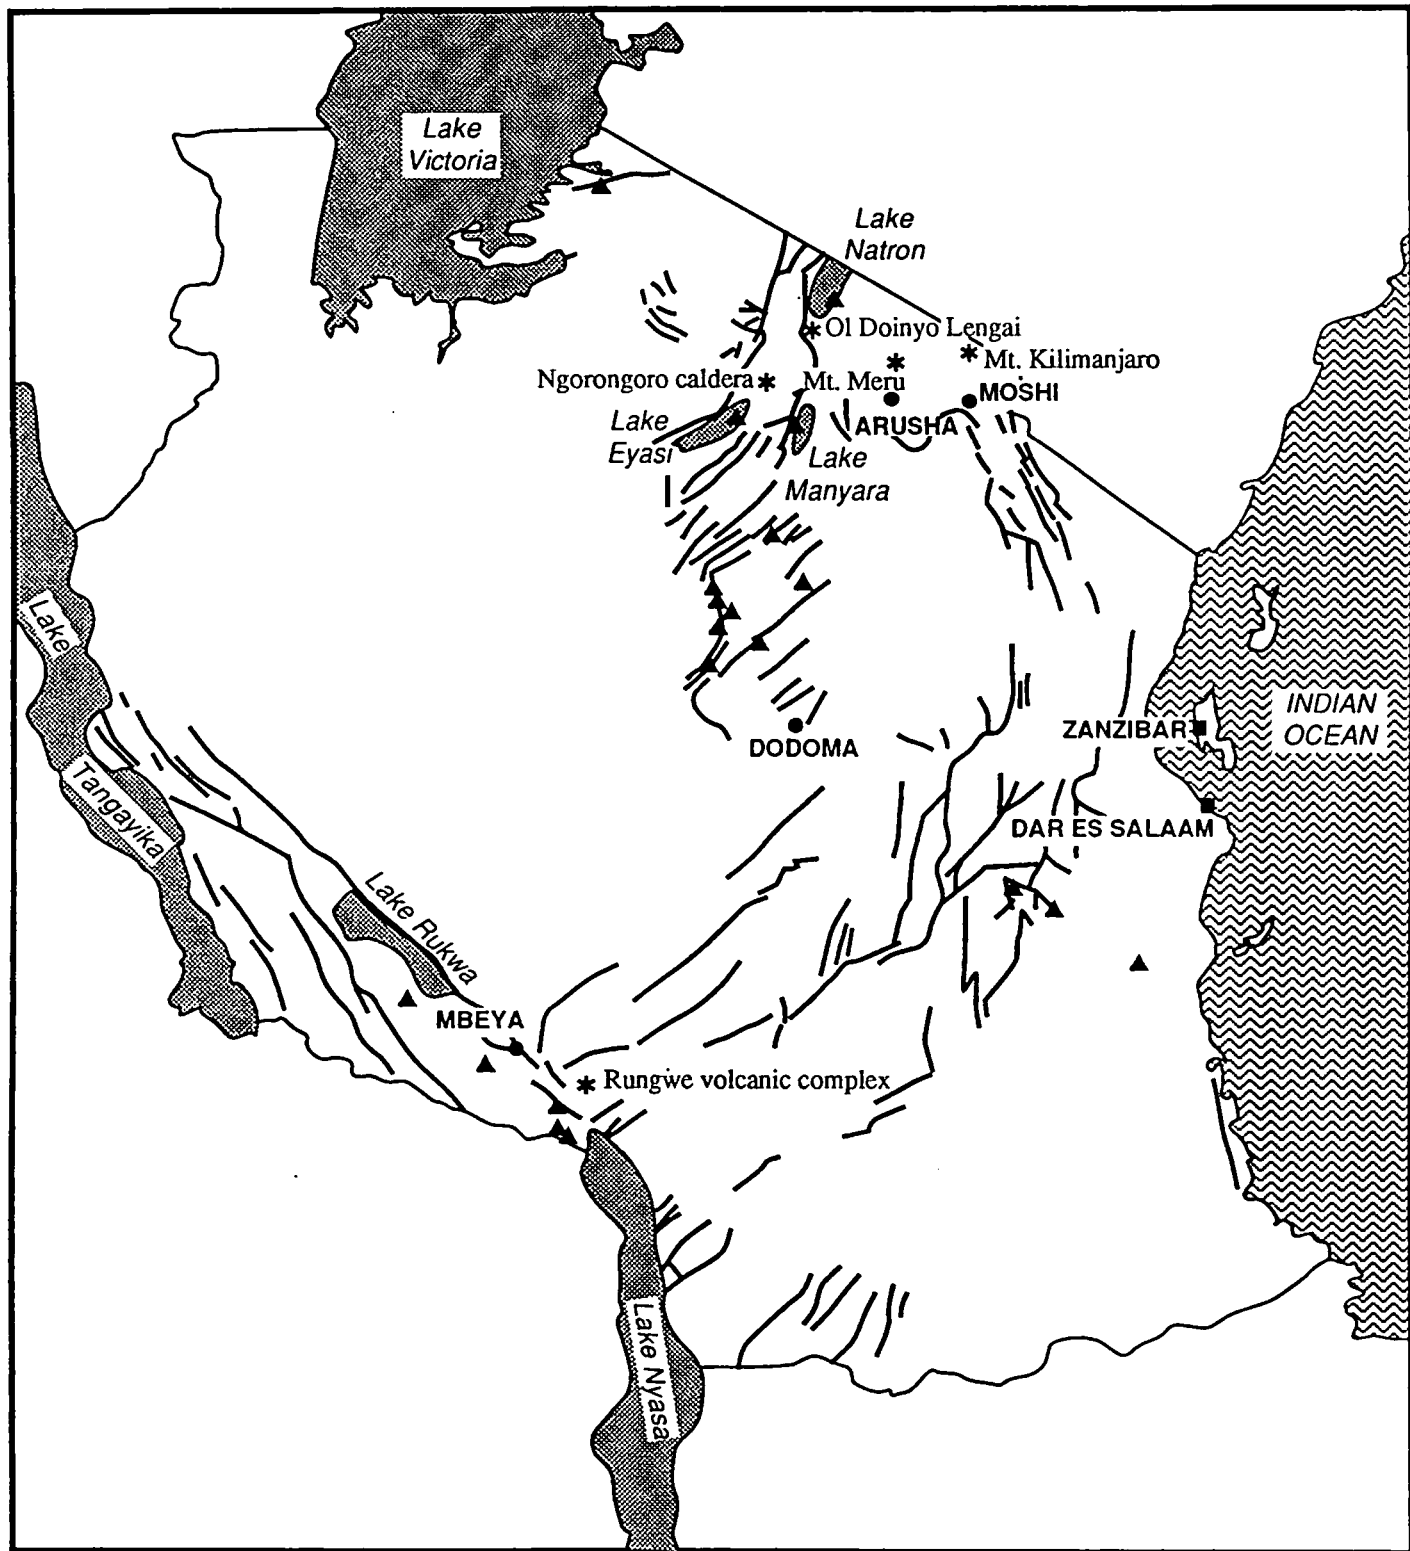 Lake
Victoria
Lake
Natron
Ol Doinyo Lengai
Mt. Kilimanjaro
Ngorongoro caldera
Mt. Meru
MOSHI
ARUSHA
Lake
Eyasi
Lake
Manyara
Lake
Tangayika
DODOMA
ZANZIBAR
INDIAN
OCEAN
DAR ES SALAAM
Lake Rukwa
MBEYA
Rungwe volcanic complex
Lake Nyasa